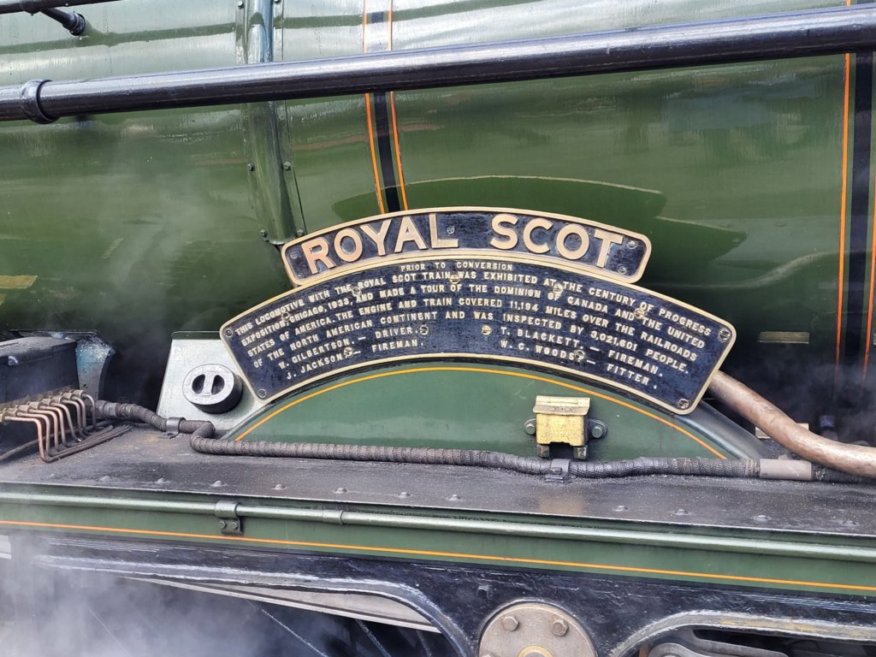 ROYAL SCOT
PRIOR TO CONVERSION
THIS LOCOMOTIVE WITH THE ROYAL SCOT TRAIN WAS EXHIBITED AT THE CENTURY OF PROGRESS
EXPOSITION, CHICAGO, 1933, AND MADE A TOUR OF THE DOMINION OF CANADA AND THE UNITED
STATES OF AMERICA. THE ENGINE AND TRAIN COVERED 11,194 MILES OVER THE RAILROADS
OF THE NORTH AMERICAN CONTINENT AND WAS INSPECTED BY 3,021,601 PEOPLE.
W. GILBERTSON. — DRIVER. T. BLACKETT. — FIREMAN.
J. JACKSON. — FIREMAN. W. C. WOODS. — FITTER.